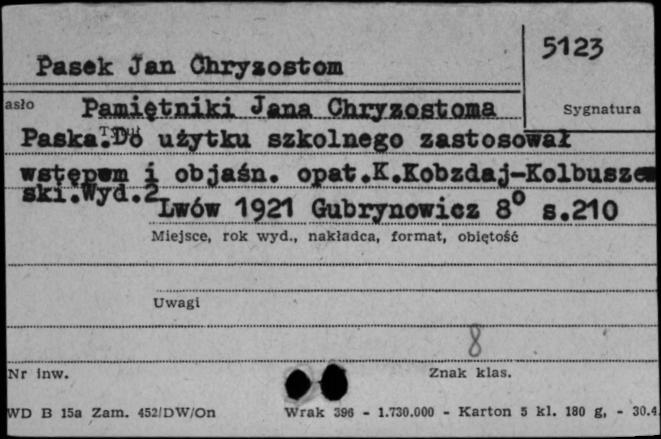 5123
Pasek Jan Chryzostom
asło Pamiętniki Jana Chryzostoma
Sygnatura
Paska. Do użytku szkolnego zastosował
wstępem i objaśn. opat.K.Kobzdaj-Kolbuszew
ski.Wyd.2
Lwów 1921 Gubrynowicz 8° s.210
Miejsce, rok wyd., nakładca, format, obiętość
Uwagi
8
Nr inw.
Znak klas.
WD B 15a Zam. 452/DW/On Wrak 396 - 1.730.000 - Karton 5 kl. 180 g, - 30.4.